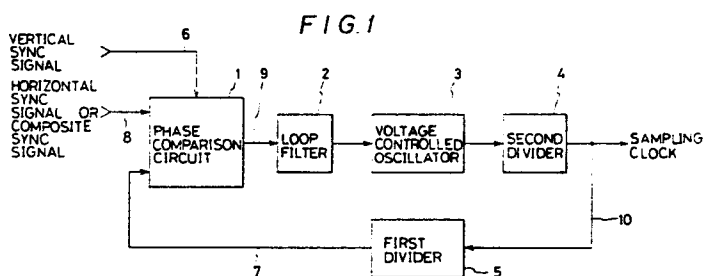 FIG.1
VERTICAL
SYNC
SIGNAL
6
HORIZONTAL
SYNC
SIGNAL OR
COMPOSITE
SYNC
SIGNAL
8
1
PHASE
COMPARISON
CIRCUIT
9
2
LOOP
FILTER
3
VOLTAGE
CONTROLLED
OSCILLATOR
4
SECOND
DIVIDER
SAMPLING
CLOCK
10
FIRST
DIVIDER
5
7